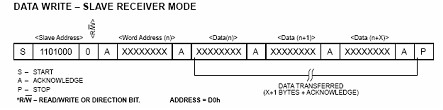 DATA WRITE – SLAVE RECEIVER MODE
<R/W>
<Slave Address> <Word Address (n)> <Data(n)> <Data (n+1)> <Data (n+X)>
S 1101000 0 A XXXXXXXX A XXXXXXXX A XXXXXXXX A XXXXXXXX A P
S – START
A – ACKNOWLEDGE
P – STOP
DATA TRANSFERRED
(X+1 BYTES + ACKNOWLEDGE)
*R/W – READ/WRITE OR DIRECTION BIT. ADDRESS = D0h